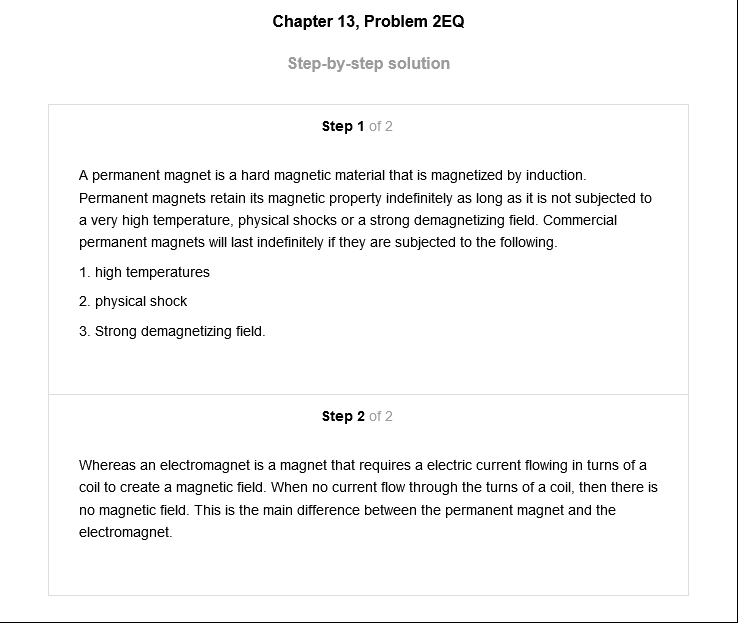 Chapter 13, Problem 2EQ
Step-by-step solution
Step 1 of 2
A permanent magnet is a hard magnetic material that is magnetized by induction.
Permanent magnets retain its magnetic property indefinitely as long as it is not subjected to
a very high temperature, physical shocks or a strong demagnetizing field. Commercial
permanent magnets will last indefinitely if they are subjected to the following.
1. high temperatures
2. physical shock
3. Strong demagnetizing field.
Step 2 of 2
Whereas an electromagnet is a magnet that requires a electric current flowing in turns of a
coil to create a magnetic field. When no current flow through the turns of a coil, then there is
no magnetic field. This is the main difference between the permanent magnet and the
electromagnet.